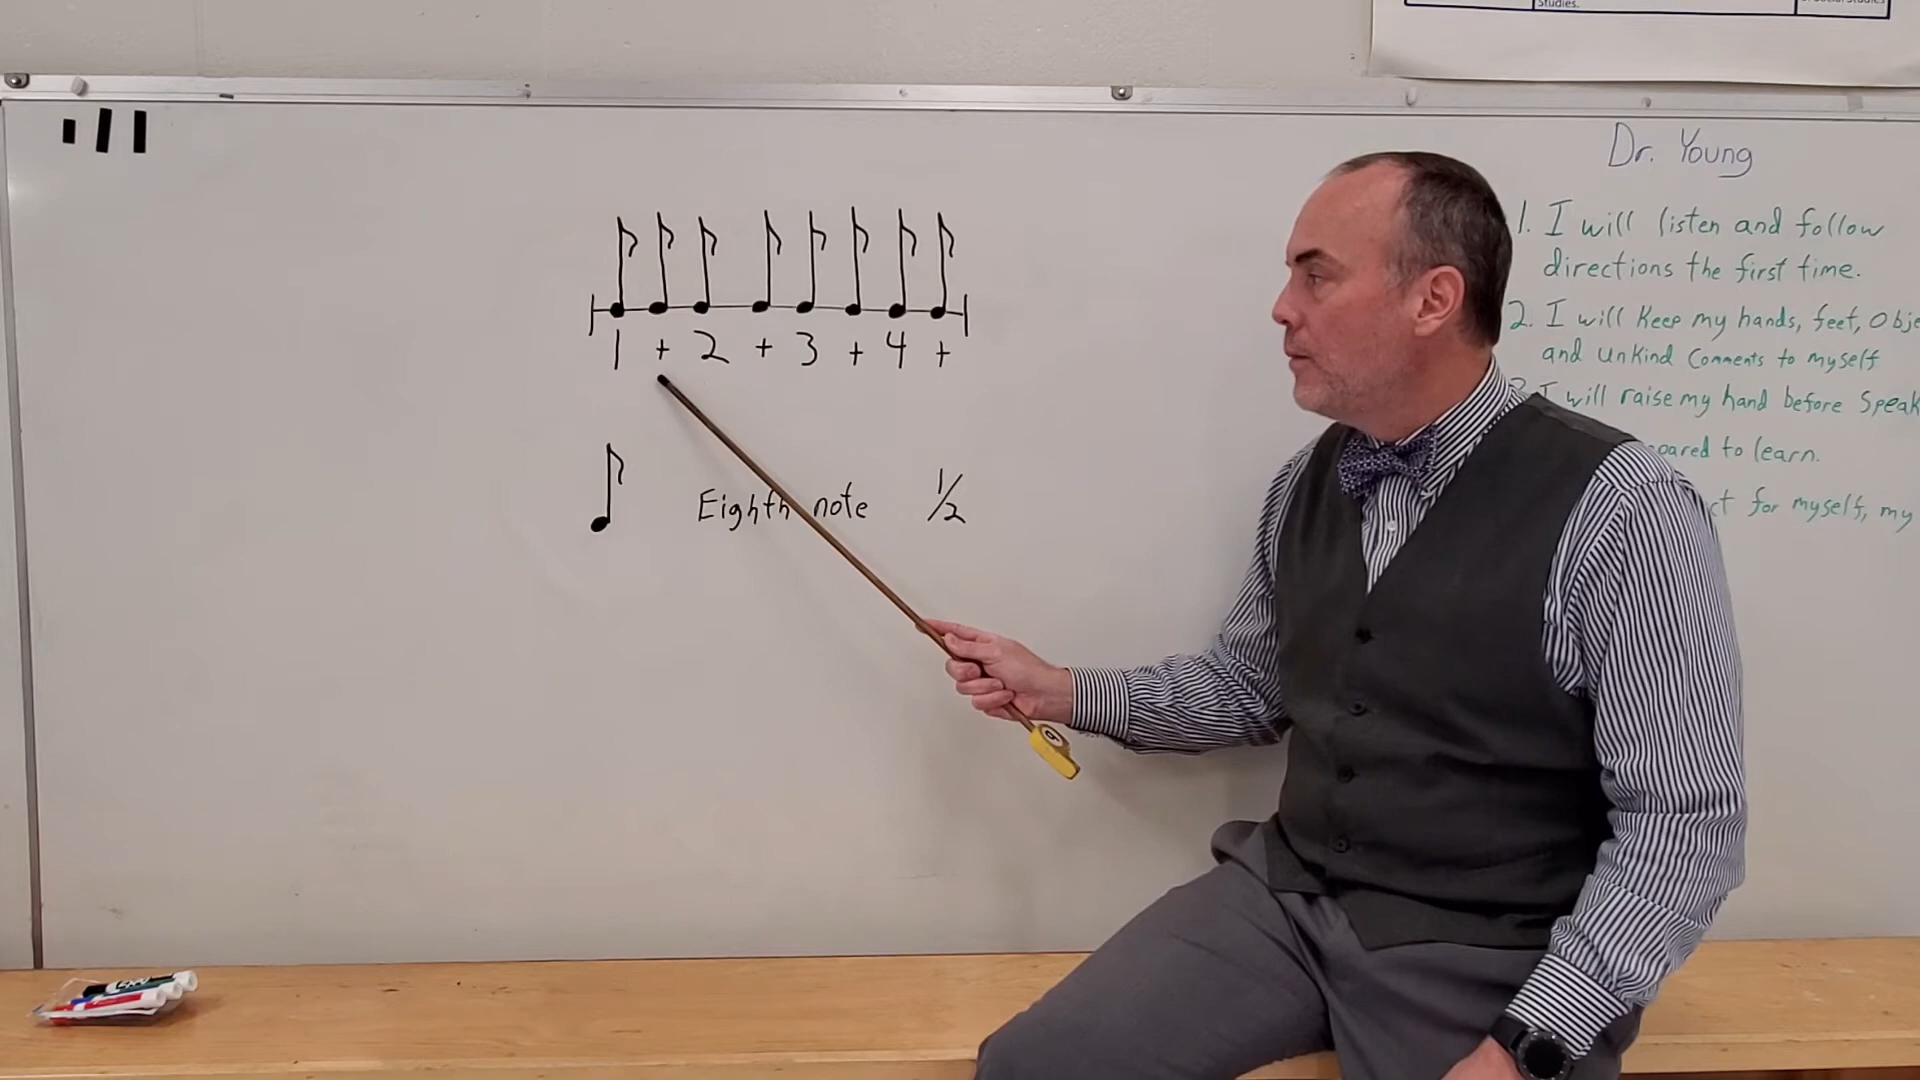 Studies.
1 + 2 + 3 + 4 +
Eighth note 1/2
Dr. Young
1. I will listen and follow
directions the first time.
2. I will Keep my hands, feet,
and unKind Comments to myself
will raise my hand before
to learn.
for myself, my